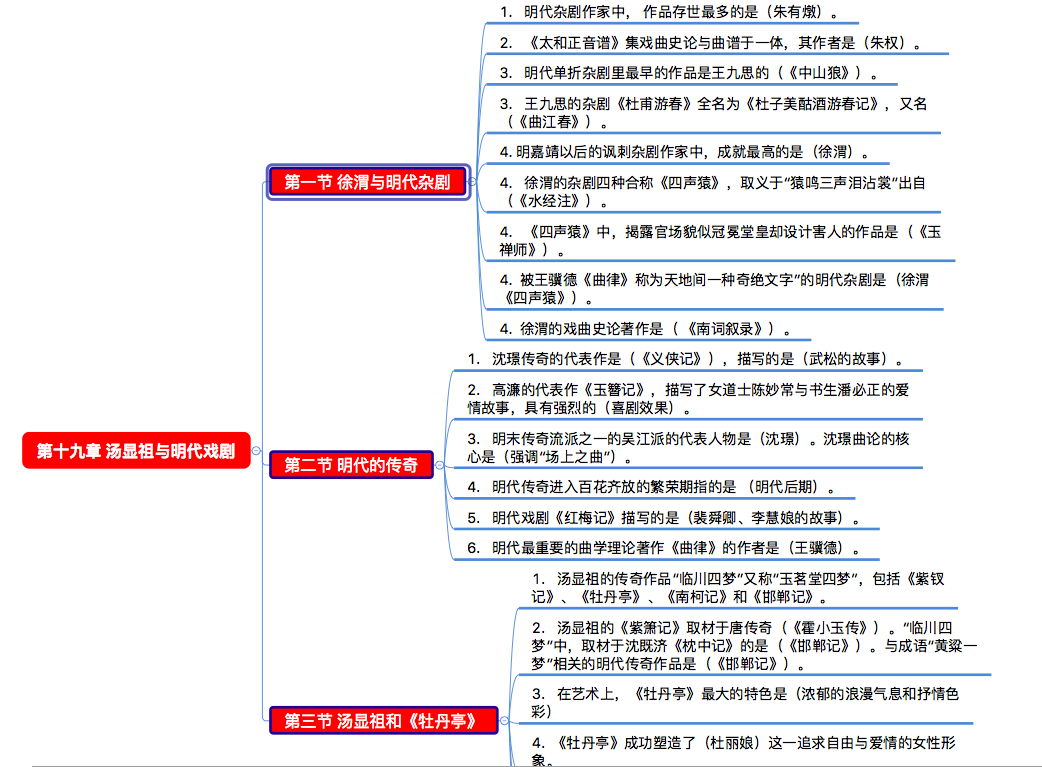 第十九章 汤显祖与明代戏剧
第一节 徐渭与明代杂剧
1. 明代杂剧作家中， 作品存世最多的是（朱有燉）。
2. 《太和正音谱》集戏曲史论与曲谱于一体，其作者是（朱权）。
3. 明代单折杂剧里最早的作品是王九思的（《中山狼》）。
3. 王九思的杂剧《杜甫游春》全名为《杜子美酤酒游春记》，又名
（《曲江春》）。
4. 明嘉靖以后的讽刺杂剧作家中，成就最高的是（徐渭）。
4. 徐渭的杂剧四种合称《四声猿》，取义于“猿鸣三声泪沾裳”出自
（《水经注》）。
4. 《四声猿》中，揭露官场貌似冠冕堂皇却设计害人的作品是（《玉
禅师》）。
4. 被王骥德《曲律》称为天地间一种奇绝文字”的明代杂剧是（徐渭
《四声猿》）。
4. 徐渭的戏曲史论著作是（ 《南词叙录》）。
第二节 明代的传奇
1. 沈璟传奇的代表作是（《义侠记》），描写的是（武松的故事）。
2. 高濂的代表作《玉簪记》，描写了女道士陈妙常与书生潘必正的爱
情故事，具有强烈的（喜剧效果）。
3. 明末传奇流派之一的吴江派的代表人物是（沈璟）。沈璟曲论的核
心是（强调“场上之曲”）。
4. 明代传奇进入百花齐放的繁荣期指的是 （明代后期）。
5. 明代戏剧《红梅记》描写的是（裴舜卿、李慧娘的故事）。
6. 明代最重要的曲学理论著作《曲律》的作者是（王骥德）。
第三节 汤显祖和《牡丹亭》
1. 汤显祖的传奇作品“临川四梦”又称”玉茗堂四梦”，包括《紫钗
记》、《牡丹亭》、《南柯记》和《邯郸记》。
2. 汤显祖的《紫箫记》取材于唐传奇（《霍小玉传》）。“临川四
梦”中，取材于沈既济《枕中记》的是（《邯郸记》）。与成语“黄粱一
梦”相关的明代传奇作品是（《邯郸记》）。
3. 在艺术上，《牡丹亭》最大的特色是（浓郁的浪漫气息和抒情色
彩）
4. 《牡丹亭》成功塑造了（杜丽娘）这一追求自由与爱情的女性形
象。